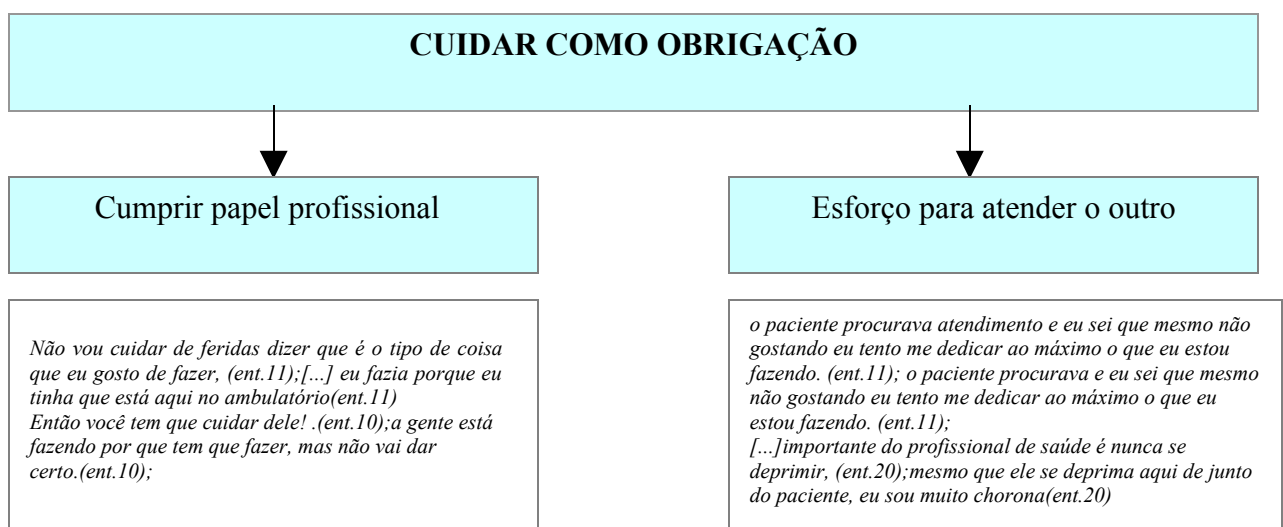 CUIDAR COMO OBRIGAÇÃO
Cumprir papel profissional
Esforço para atender o outro
Não vou cuidar de feridas dizer que é o tipo de coisa
que eu gosto de fazer, (ent.11);[...] eu fazia porque eu
tinha que está aqui no ambulatório(ent.11)
Então você tem que cuidar dele! .(ent.10);a gente está
fazendo por que tem que fazer, mas não vai dar
certo.(ent.10);
o paciente procurava atendimento e eu sei que mesmo não
gostando eu tento me dedicar ao máximo o que eu estou
fazendo. (ent.11); o paciente procurava e eu sei que mesmo
não gostando eu tento me dedicar ao máximo o que eu
estou fazendo. (ent.11);
[...]importante do profissional de saúde é nunca se
deprimir, (ent.20);mesmo que ele se deprima aqui de junto
do paciente, eu sou muito chorona(ent.20)